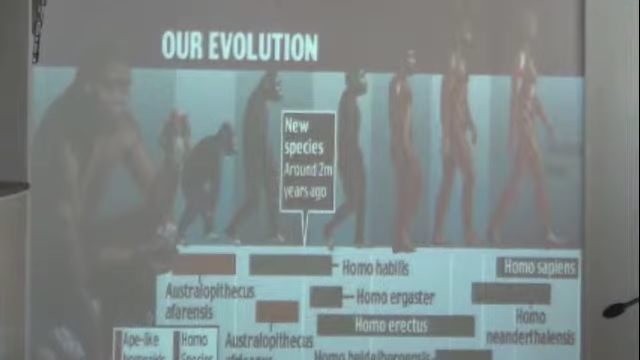 OUR EVOLUTION
New
species
Around 2m
years ago
Homo habilis
Homo sapiens
Australopithecus
afarensis
Homo ergaster
Homo erectus
Homo
neanderthalensis
Ape-like
Homo
Australopithecus